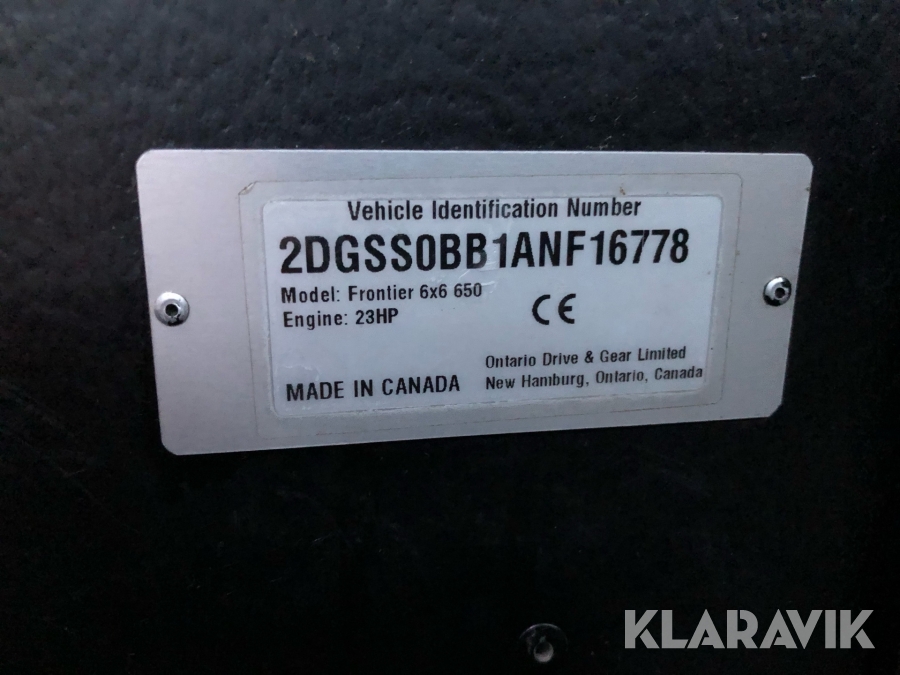 Vehicle Identification Number
2DGSS0BB1ANF16778
Model: Frontier 6x6 650
Engine: 23HP
CE
MADE IN CANADA
Ontario Drive & Gear Limited
New Hamburg, Ontario, Canada
KLARAVIK